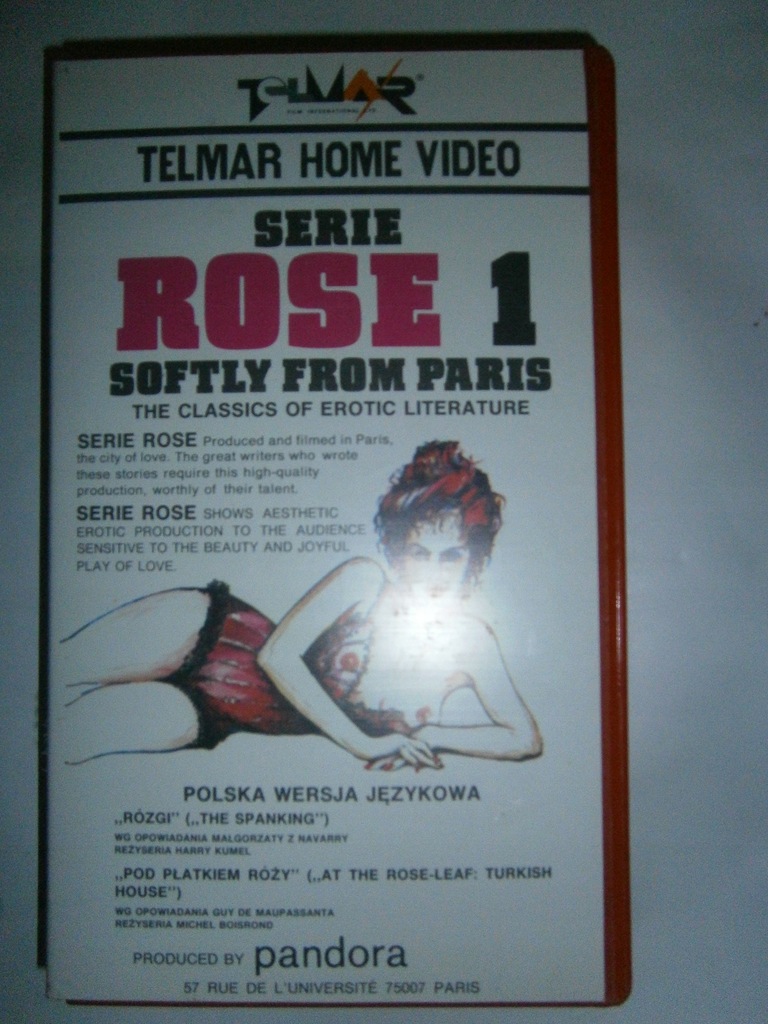 TELMAR®
FILM INTERNATIONAL LTD.
TELMAR HOME VIDEO
SERIE
ROSE 1
SOFTLY FROM PARIS
THE CLASSICS OF EROTIC LITERATURE
SERIE ROSE Produced and filmed in Paris,
the city of love. The great writers who wrote
these stories require this high-quality
production, worthly of their talent.
SERIE ROSE SHOWS AESTHETIC
EROTIC PRODUCTION TO THE AUDIENCE
SENSITIVE TO THE BEAUTY AND JOYFUL
PLAY OF LOVE.
POLSKA WERSJA JĘZYKOWA
„RÓZGI" („THE SPANKING")
WG OPOWIADANIA MALGORZATY Z NAVARRY
REŻYSERIA HARRY KUMEL
„POD PŁATKIEM RÓŻY" („AT THE ROSE-LEAF: TURKISH
HOUSE")
WG OPOWIADANIA GUY DE MAUPASSANTA
REŻYSERIA MICHEL BOISROND
PRODUCED BY pandora
57 RUE DE L'UNIVERSITÉ 75007 PARIS